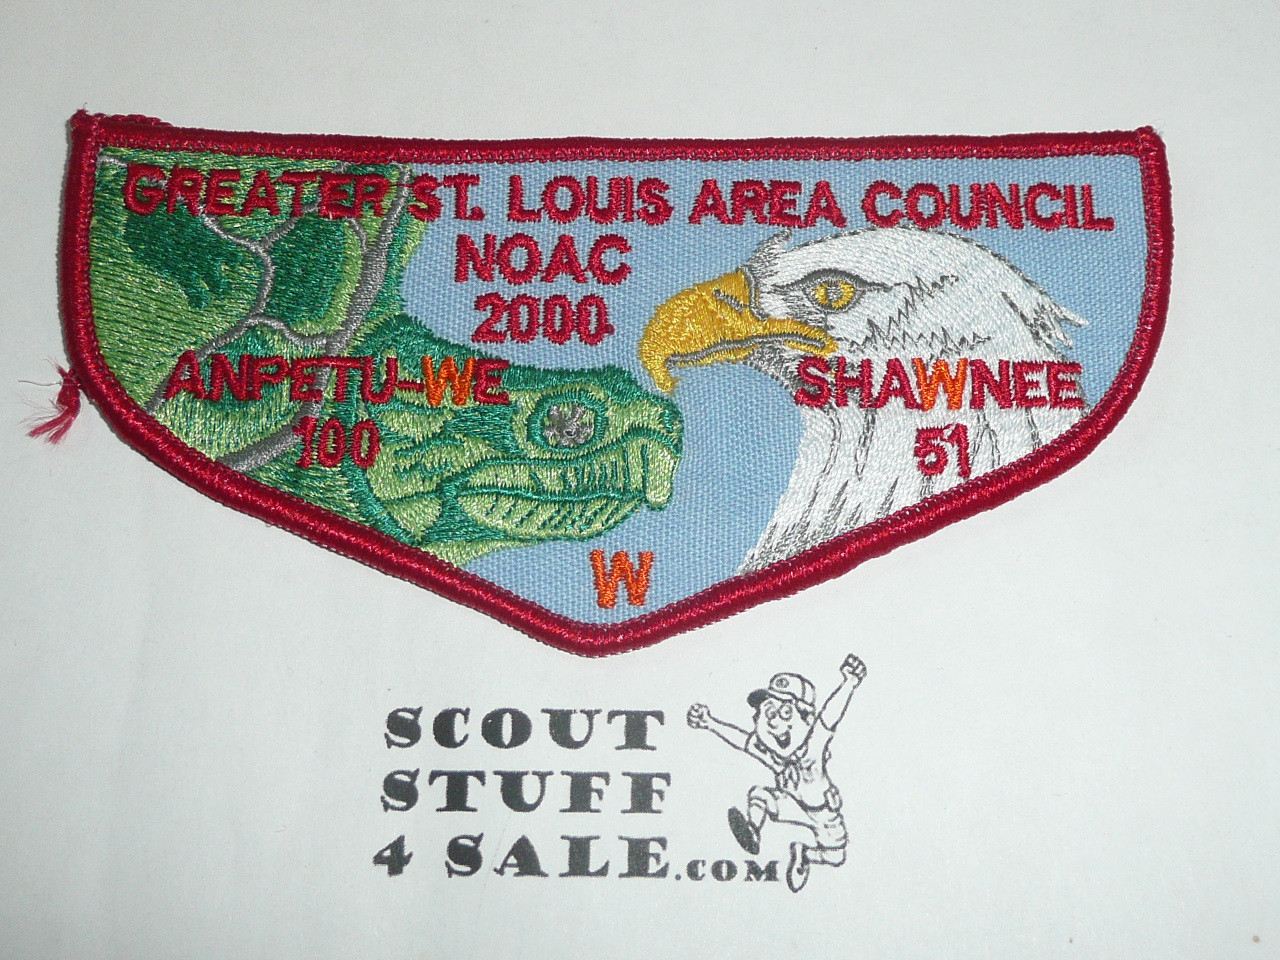 GREATER ST. LOUIS AREA COUNCIL
NOAC
2000
ANPETU-WE
100
SHAWNEE
51
W
SCOUT
STUFF
4 SALE.COM